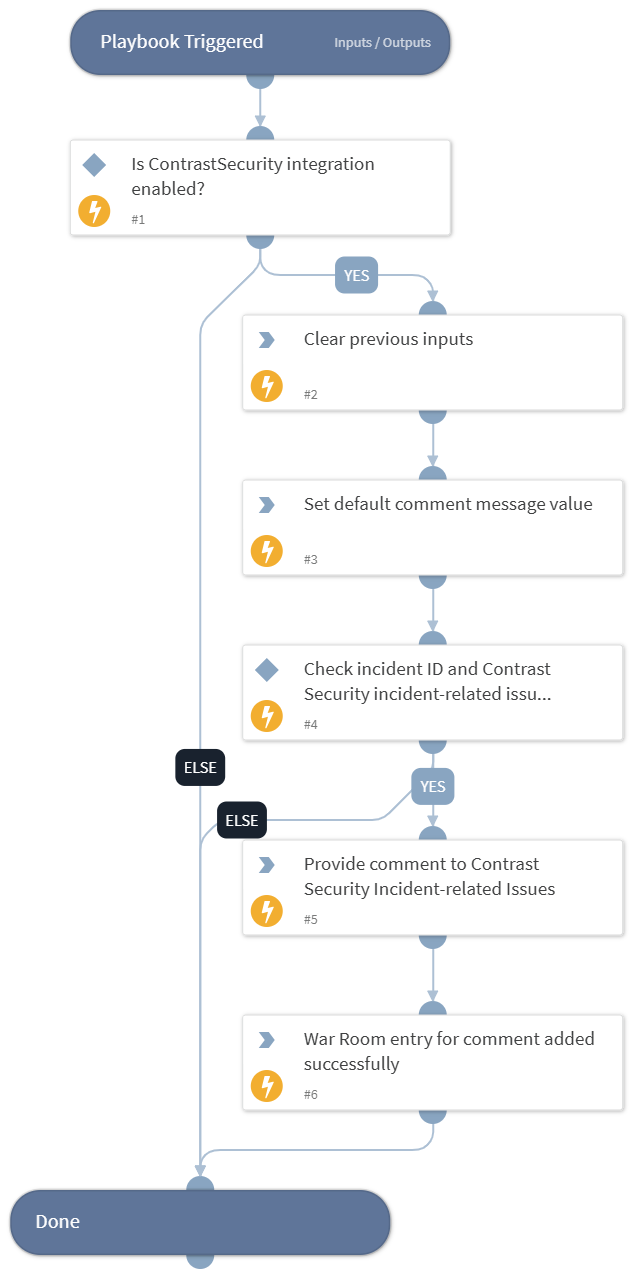 Playbook Triggered
Inputs / Outputs
Is ContrastSecurity integration
enabled?
#1
YES
Clear previous inputs
#2
Set default comment message value
#3
Check incident ID and Contrast
Security incident-related issu...
#4
ELSE
YES
ELSE
Provide comment to Contrast
Security Incident-related Issues
#5
War Room entry for comment added
successfully
#6
Done